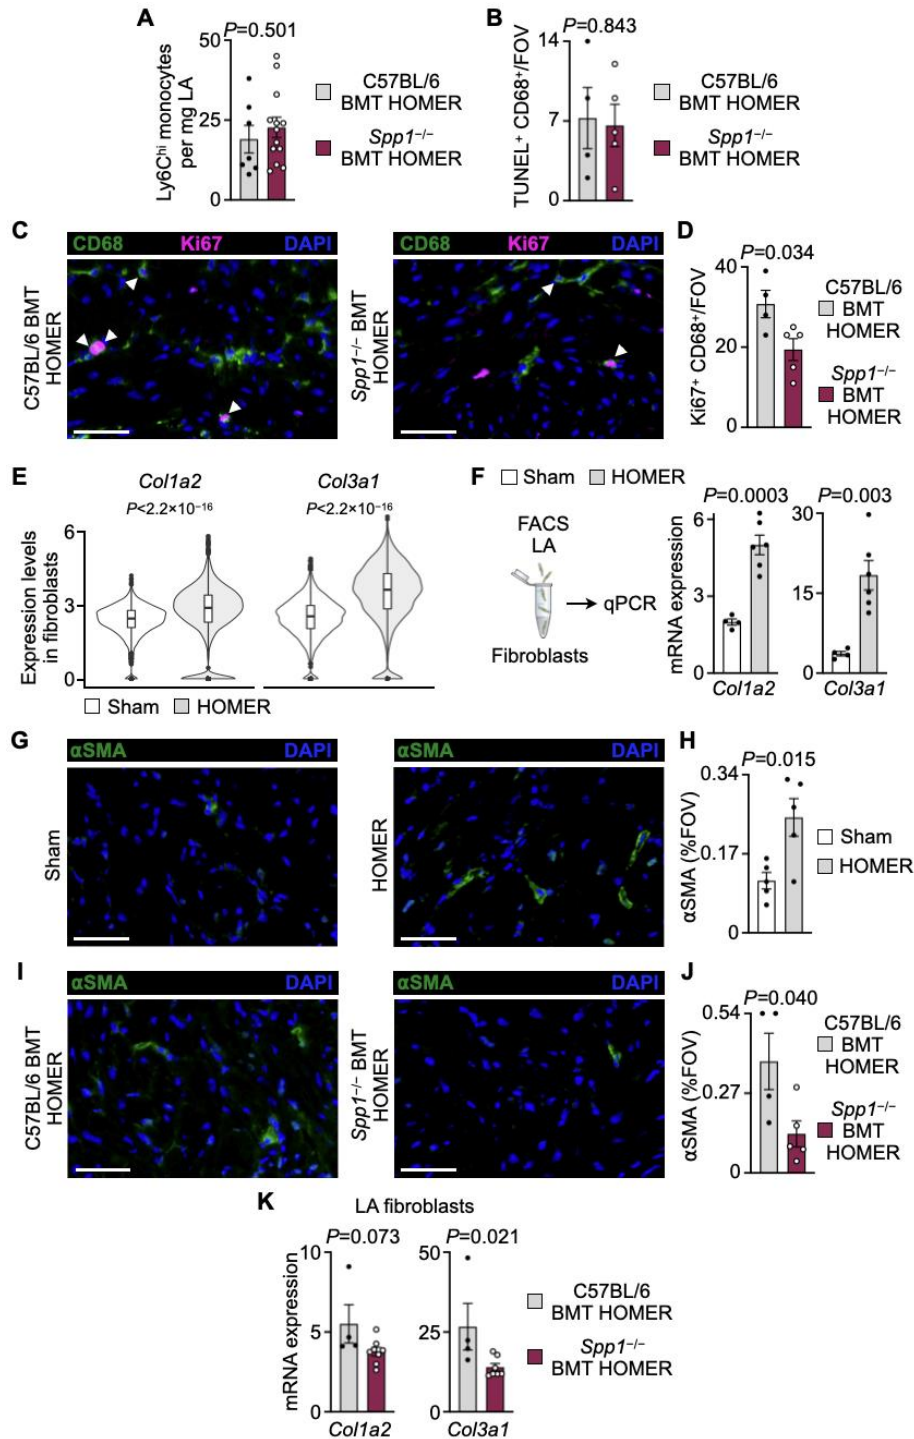 A
P=0.501
Ly6Chi monocytes
per mg LA
50
25
0
C57BL/6
BMT HOMER
Spp1−/−
BMT HOMER
B
P=0.843
TUNEL+ CD68+/FOV
14
7
0
C57BL/6
BMT HOMER
Spp1−/−
BMT HOMER
C
CD68 Ki67 DAPI
C57BL/6 BMT
HOMER
CD68 Ki67 DAPI
Spp1−/− BMT
HOMER
D
P=0.034
Ki67+ CD68+/FOV
40
20
0
C57BL/6
BMT
HOMER
Spp1−/−
BMT
HOMER
E
Col1a2 Col3a1
P<2.2×10−16 P<2.2×10−16
Expression levels
in fibroblasts
6
3
0
Sham HOMER
F
Sham HOMER
FACS
LA
qPCR
Fibroblasts
P=0.0003
mRNA expression
6
3
0
Col1a2
P=0.003
30
15
0
Col3a1
G
αSMA DAPI
Sham
αSMA DAPI
HOMER
H
P=0.015
αSMA (%FOV)
0.34
0.17
0
Sham
HOMER
I
αSMA DAPI
C57BL/6 BMT
HOMER
αSMA DAPI
Spp1−/− BMT
HOMER
J
P=0.040
αSMA (%FOV)
0.54
0.27
0
C57BL/6
BMT
HOMER
Spp1−/−
BMT
HOMER
K
LA fibroblasts
P=0.073
mRNA expression
10
5
0
Col1a2
P=0.021
50
25
0
Col3a1
C57BL/6
BMT HOMER
Spp1−/−
BMT HOMER